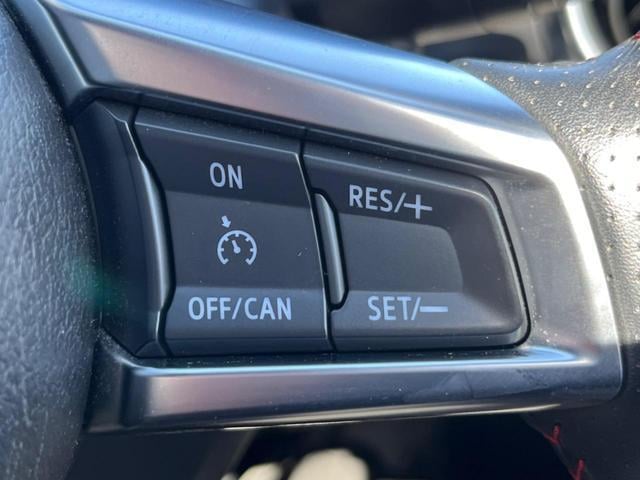 ON
OFF/CAN
RES/+
SET/—